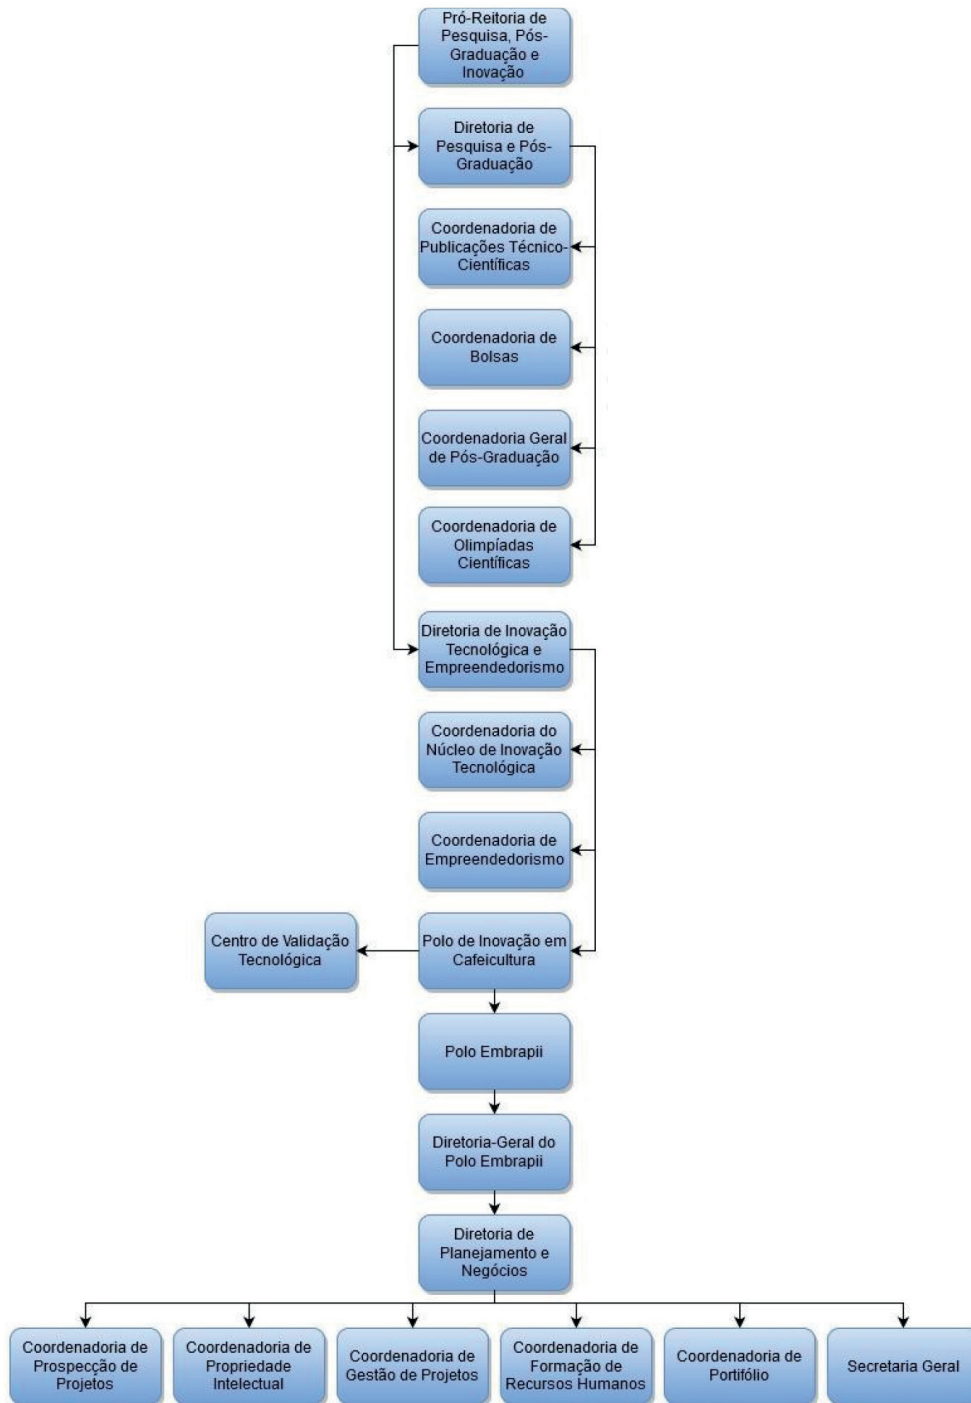 Pró-Reitoria de
Pesquisa, Pós-
Graduação e
Inovação
Diretoria de
Pesquisa e Pós-
Graduação
Coordenadoria de
Publicações Técnico-
Científicas
Coordenadoria de
Bolsas
Coordenadoria Geral
de Pós-Graduação
Coordenadoria de
Olimpíadas
Científicas
Diretoria de Inovação
Tecnológica e
Empreendedorismo
Coordenadoria do
Núcleo de Inovação
Tecnológica
Coordenadoria de
Empreendedorismo
Centro de Validação
Tecnológica
Polo de Inovação em
Cafeicultura
Polo Embrapii
Diretoria-Geral do
Polo Embrapii
Diretoria de
Planejamento e
Negócios
Coordenadoria de
Prospecção de
Projetos
Coordenadoria de
Propriedade
Intelectual
Coordenadoria de
Gestão de Projetos
Coordenadoria de
Formação de
Recursos Humanos
Coordenadoria de
Portifólio
Secretaria Geral